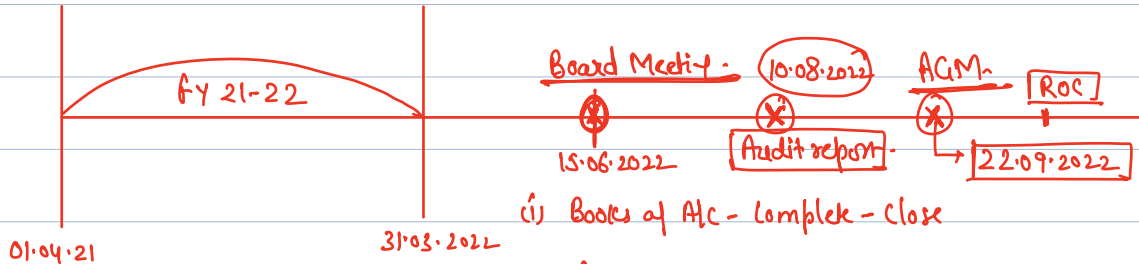 FY 21-22
Board Meeting.
10.08.2022
AGM.
ROC
15.06.2022
Audit report.
22.09.2022
(i) Books of A/c - Complete - Close
01.04.21
31.03.2022